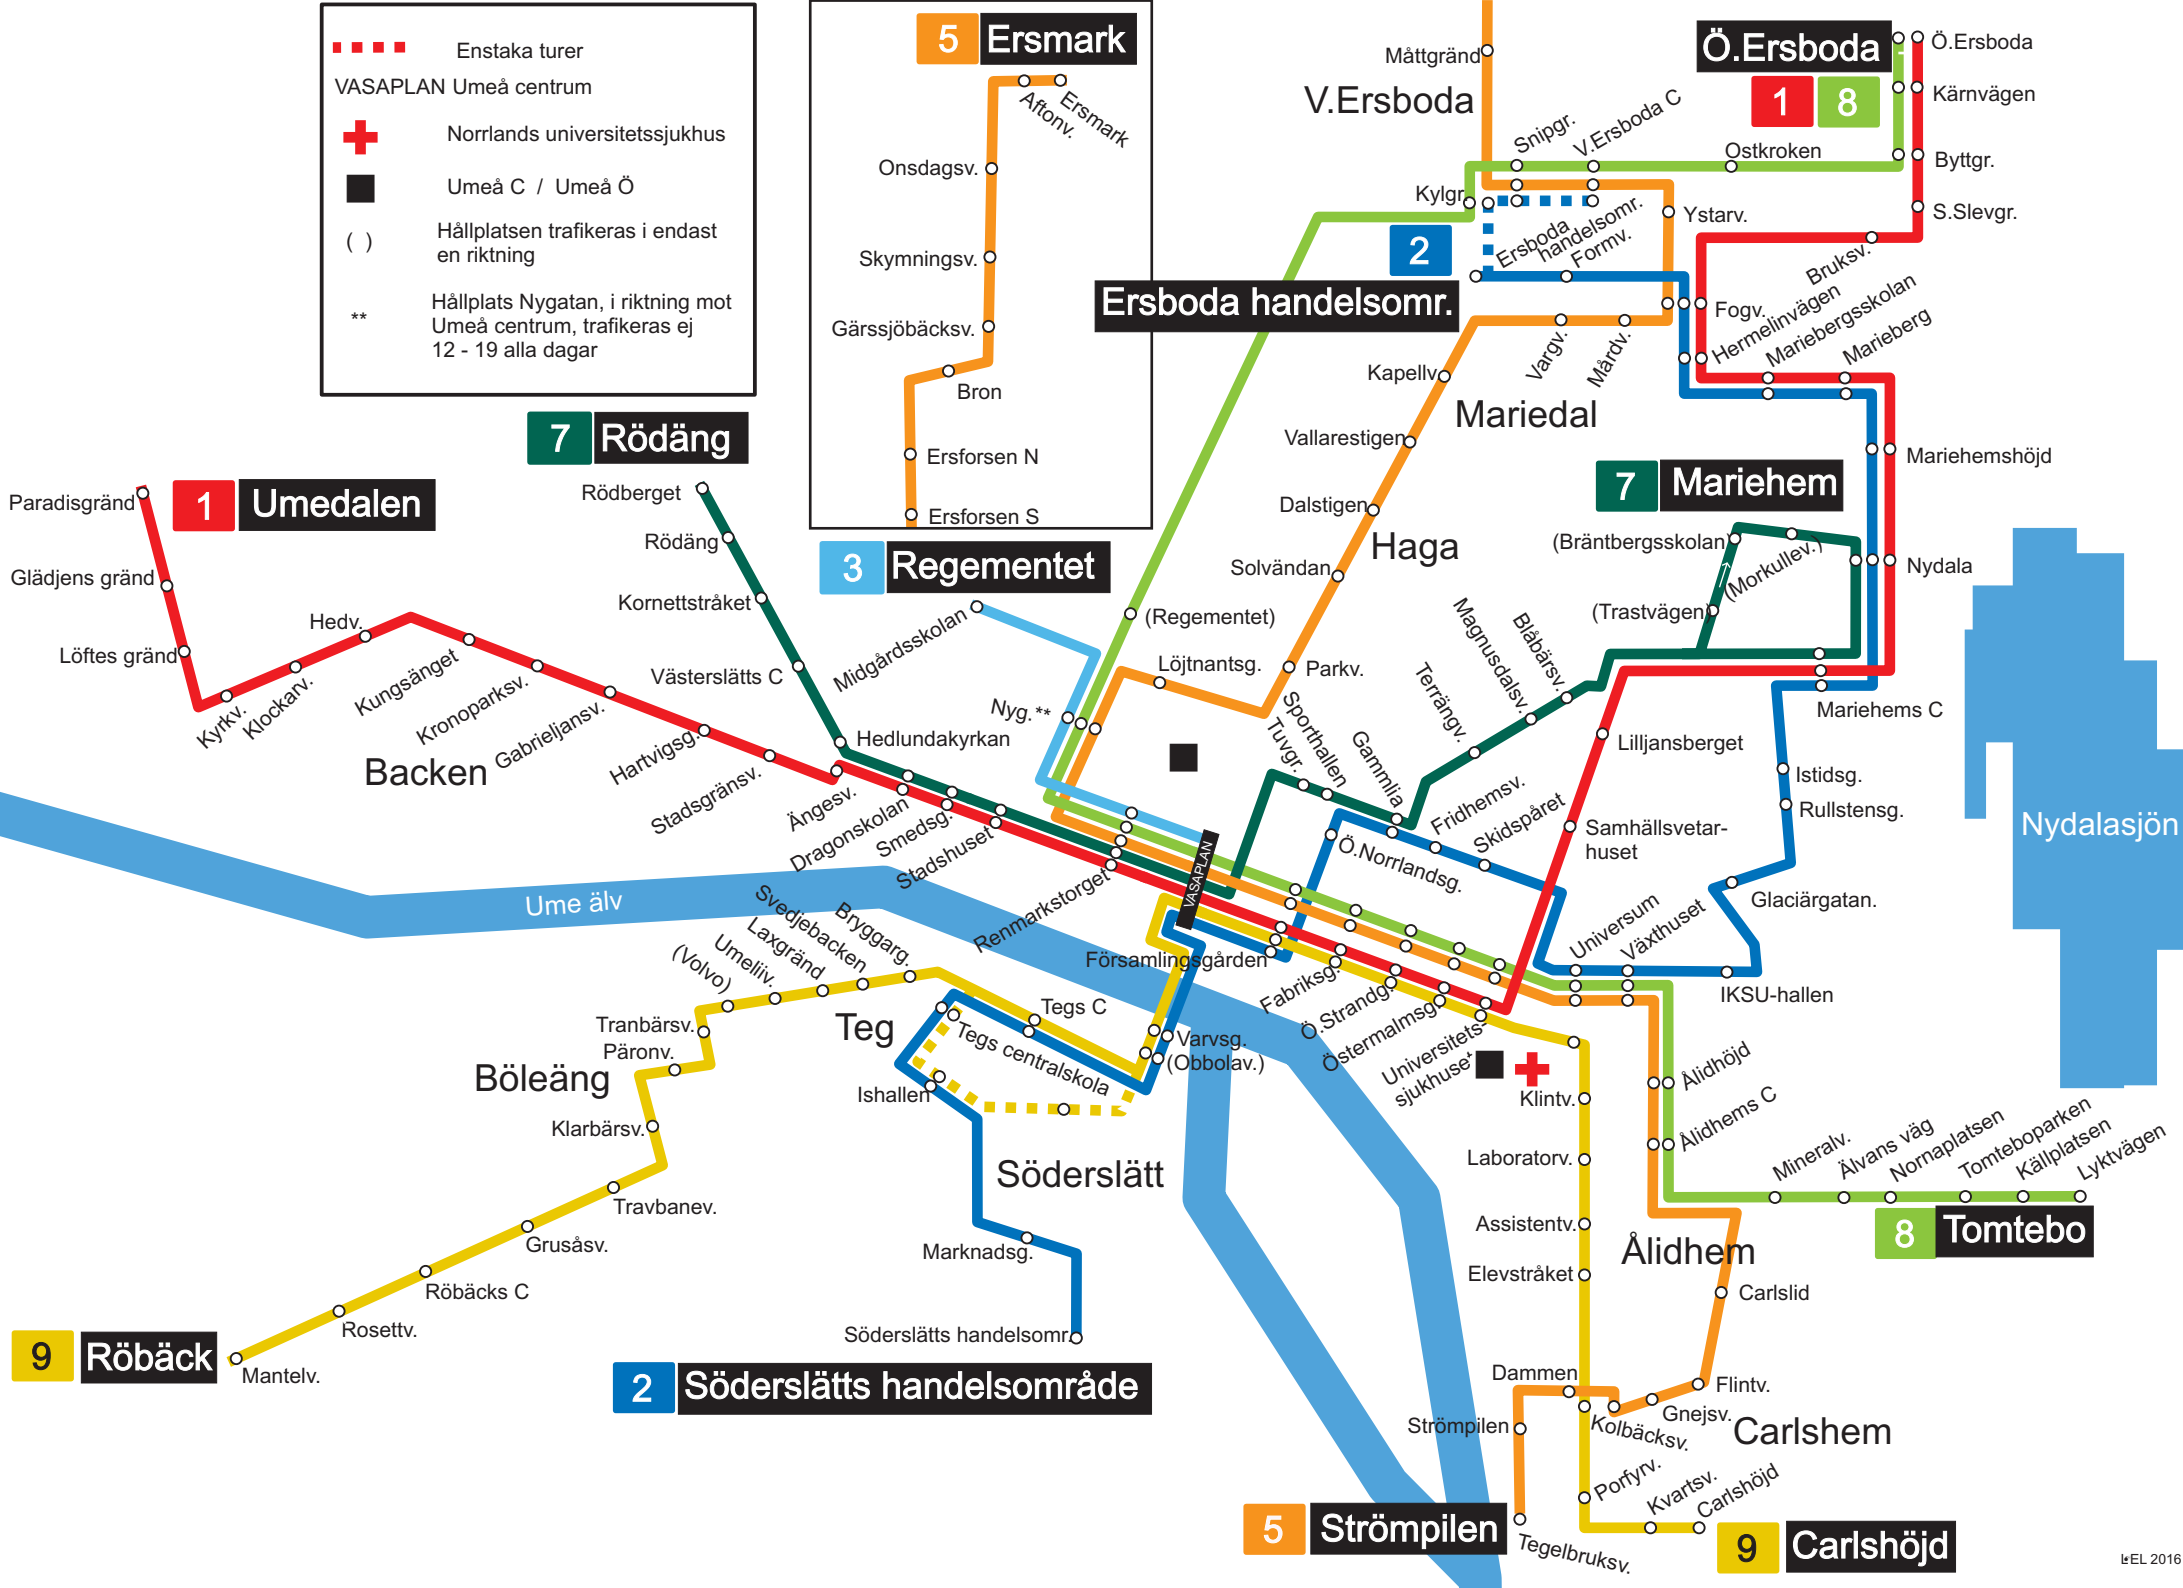 Enstaka turer
VASAPLAN Umeå centrum
Norrlands universitetssjukhus
Umeå C / Umeå Ö
( ) Hållplatsen trafikeras i endast
en riktning
** Hållplats Nygatan, i riktning mot
Umeå centrum, trafikeras ej
12 - 19 alla dagar
5 Ersmark
Aftonv.
Ersmark
Onsdagsv.
Skymningsv.
Gärssjöbäcksv.
Bron
Ersforsen N
Ersforsen S
Måttgränd
V.Ersboda
Snipgr.
V.Ersboda C
Ostkroken
Kylgr.
Ystarv.
Ö.Ersboda
1 8
Ö.Ersboda
Kärnvägen
Byttgr.
S.Slevgr.
Bruksv.
2
Ersboda handelsomr.
Ersboda
handelsomr.
Formv.
Fogv.
Hermelinvägen
Mariebergsskolan
Marieberg
Vargv.
Mårdv.
Kapellv.
Mariedal
Vallarestigen
Dalstigen
Haga
Solvändan
Parkv.
Löjtnantsg.
(Regementet)
Mariehemshöjd
Nydala
7 Mariehem
(Bräntbergsskolan)
(Morkullev.)
(Trastvägen)
Mariehems C
Blåbärsv.
Magnusdalsv.
Terrängv.
Gammlia
Sporthallen
Tuvgr.
Lilljansberget
Samhällsvetar-
huset
Istidsg.
Rullstensg.
Glaciärgatan.
IKSU-hallen
Växthuset
Universum
Nydalasjön
7 Rödäng
Rödberget
Rödäng
Kornettstråket
Västerslätts C
Hedlundakyrkan
3 Regementet
Midgårdsskolan
Nyg.**
1 Umedalen
Paradisgränd
Glädjens gränd
Löftes gränd
Kyrkv.
Klockarv.
Hedv.
Kungsänget
Kronoparksv.
Gabrieljansv.
Hartvigsg.
Stadsgränsv.
Ängesv.
Dragonskolan
Smedsg.
Stadshuset
Renmarkstorget
Backen
Ume älv
VASAPLAN
Ö.Norrlandsg.
Fridhemsv.
Skidspåret
Församlingsgården
Fabriksg.
Ö.Strandg.
Östermalmsg.
Universitets-
sjukhuset
Bryggarg.
Svedjebacken
Laxgränd
Umeliiv.
(Volvo)
Tranbärsv.
Päronv.
Böleäng
Klarbärsv.
Travbanev.
Grusåsv.
Röbäcks C
Rosettv.
Mantelv.
9 Röbäck
Teg
Tegs C
Tegs centralskola
Varvsg.
(Obbolav.)
Ishallen
Söderslätt
Marknadsg.
Söderslätts handelsomr.
2 Söderslätts handelsområde
Klintv.
Laboratorv.
Assistentv.
Elevstråket
Ålidhöjd
Ålidhems C
Mineralv.
Älvans väg
Nornaplatsen
Tomteboparken
Källplatsen
Lyktvägen
8 Tomtebo
Ålidhem
Carlslid
Flintv.
Gnejsv.
Kolbäcksv.
Dammen
Carlshem
Strömpilen
Porfyrv.
Kvartsv.
Carlshöjd
5 Strömpilen
Tegelbruksv.
9 Carlshöjd